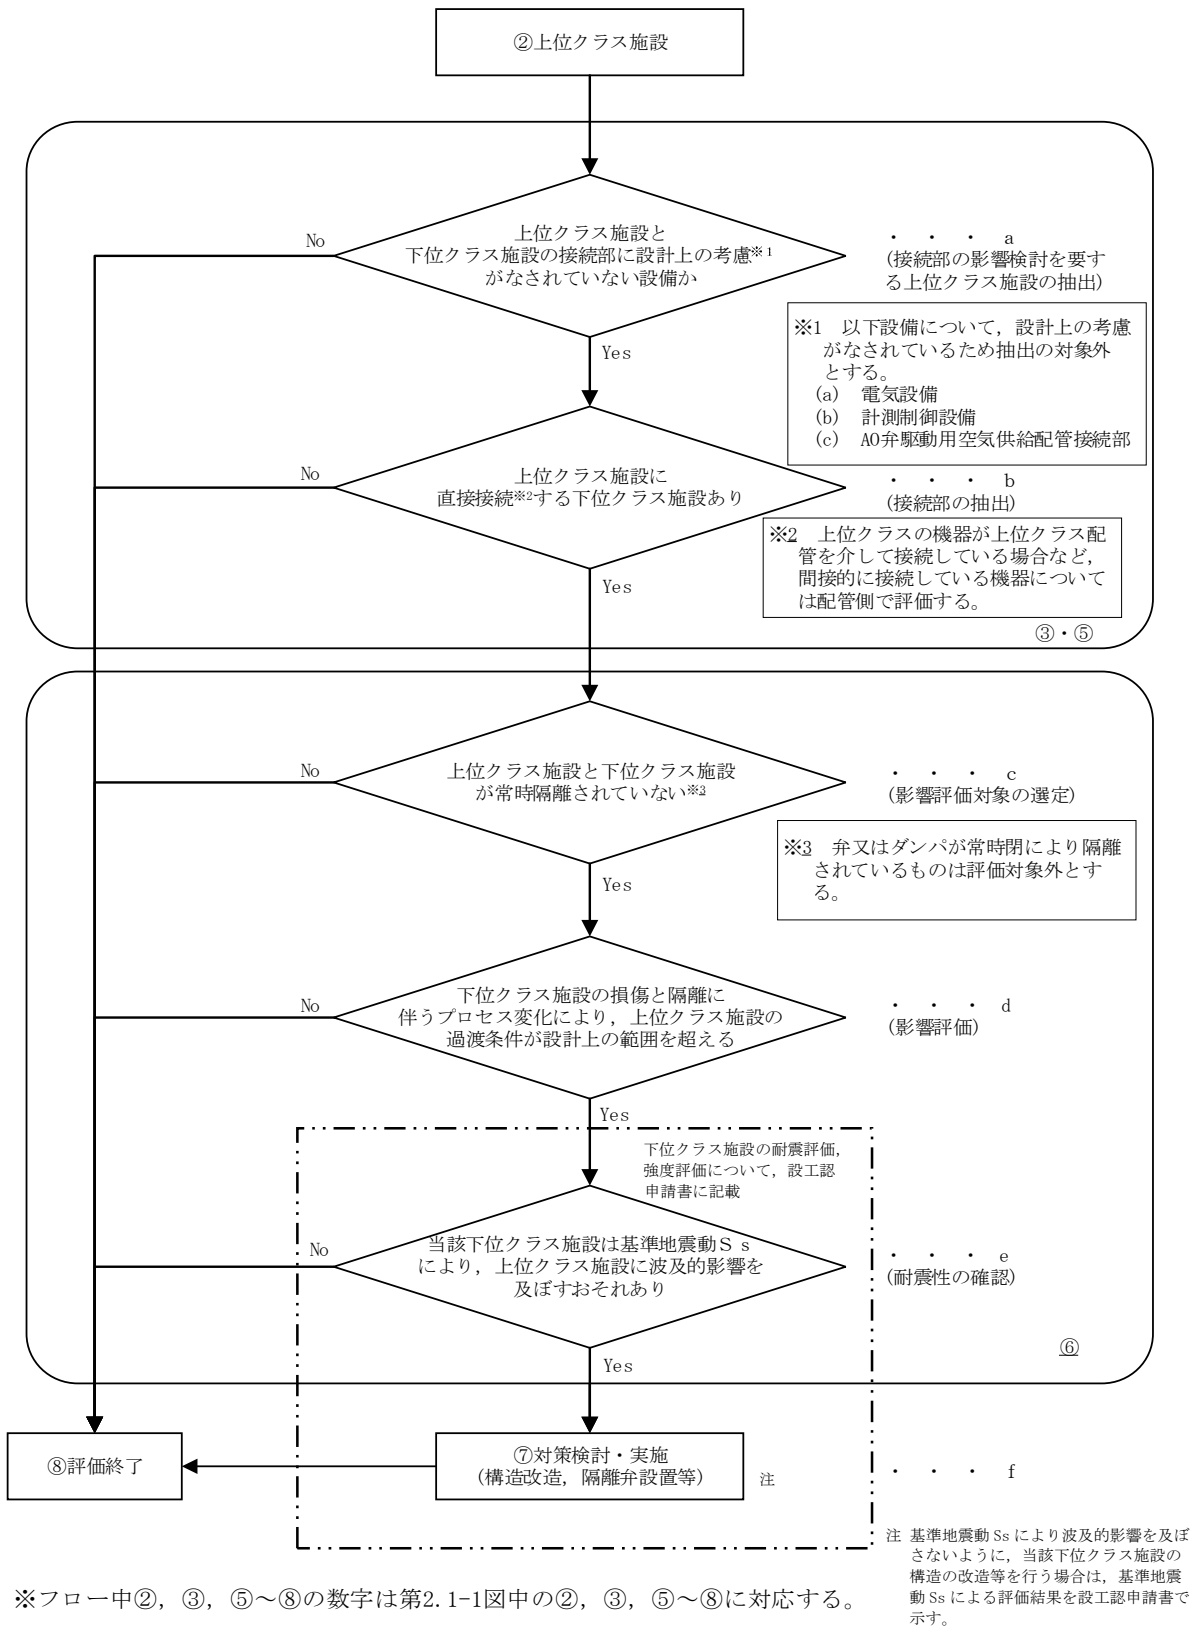 ②上位クラス施設
上位クラス施設と
下位クラス施設の接続部に設計上の考慮※1
がなされていない設備か
No
Yes
・　・　・　a
(接続部の影響検討を要す
る上位クラス施設の抽出)
※1　以下設備について，設計上の考慮
がなされているため抽出の対象外
とする。
(a)　電気設備
(b)　計測制御設備
(c)　AO弁駆動用空気供給配管接続部
上位クラス施設に
直接接続※2する下位クラス施設あり
No
Yes
・　・　・　b
(接続部の抽出)
※2　上位クラスの機器が上位クラス配
管を介して接続している場合など，
間接的に接続している機器について
は配管側で評価する。
③・⑤
上位クラス施設と下位クラス施設
が常時隔離されていない※3
No
Yes
・　・　・　c
(影響評価対象の選定)
※3　弁又はダンパが常時閉により隔離
されているものは評価対象外とす
る。
下位クラス施設の損傷と隔離に
伴うプロセス変化により，上位クラス施設の
過渡条件が設計上の範囲を超える
No
Yes
・　・　・　d
(影響評価)
下位クラス施設の耐震評価，
強度評価について，設工認
申請書に記載
当該下位クラス施設は基準地震動Ｓｓ
により，上位クラス施設に波及的影響を
及ぼすおそれあり
No
Yes
・　・　・　e
(耐震性の確認)
⑥
⑧評価終了
⑦対策検討・実施
(構造改造，隔離弁設置等)
注
・　・　・　f
注 基準地震動 Ss により波及的影響を及ぼ
さないように，当該下位クラス施設の
構造の改造等を行う場合は，基準地震
動 Ss による評価結果を設工認申請書で
示す。
※フロー中②，③，⑤～⑧の数字は第2.1-1図中の②，③，⑤～⑧に対応する。